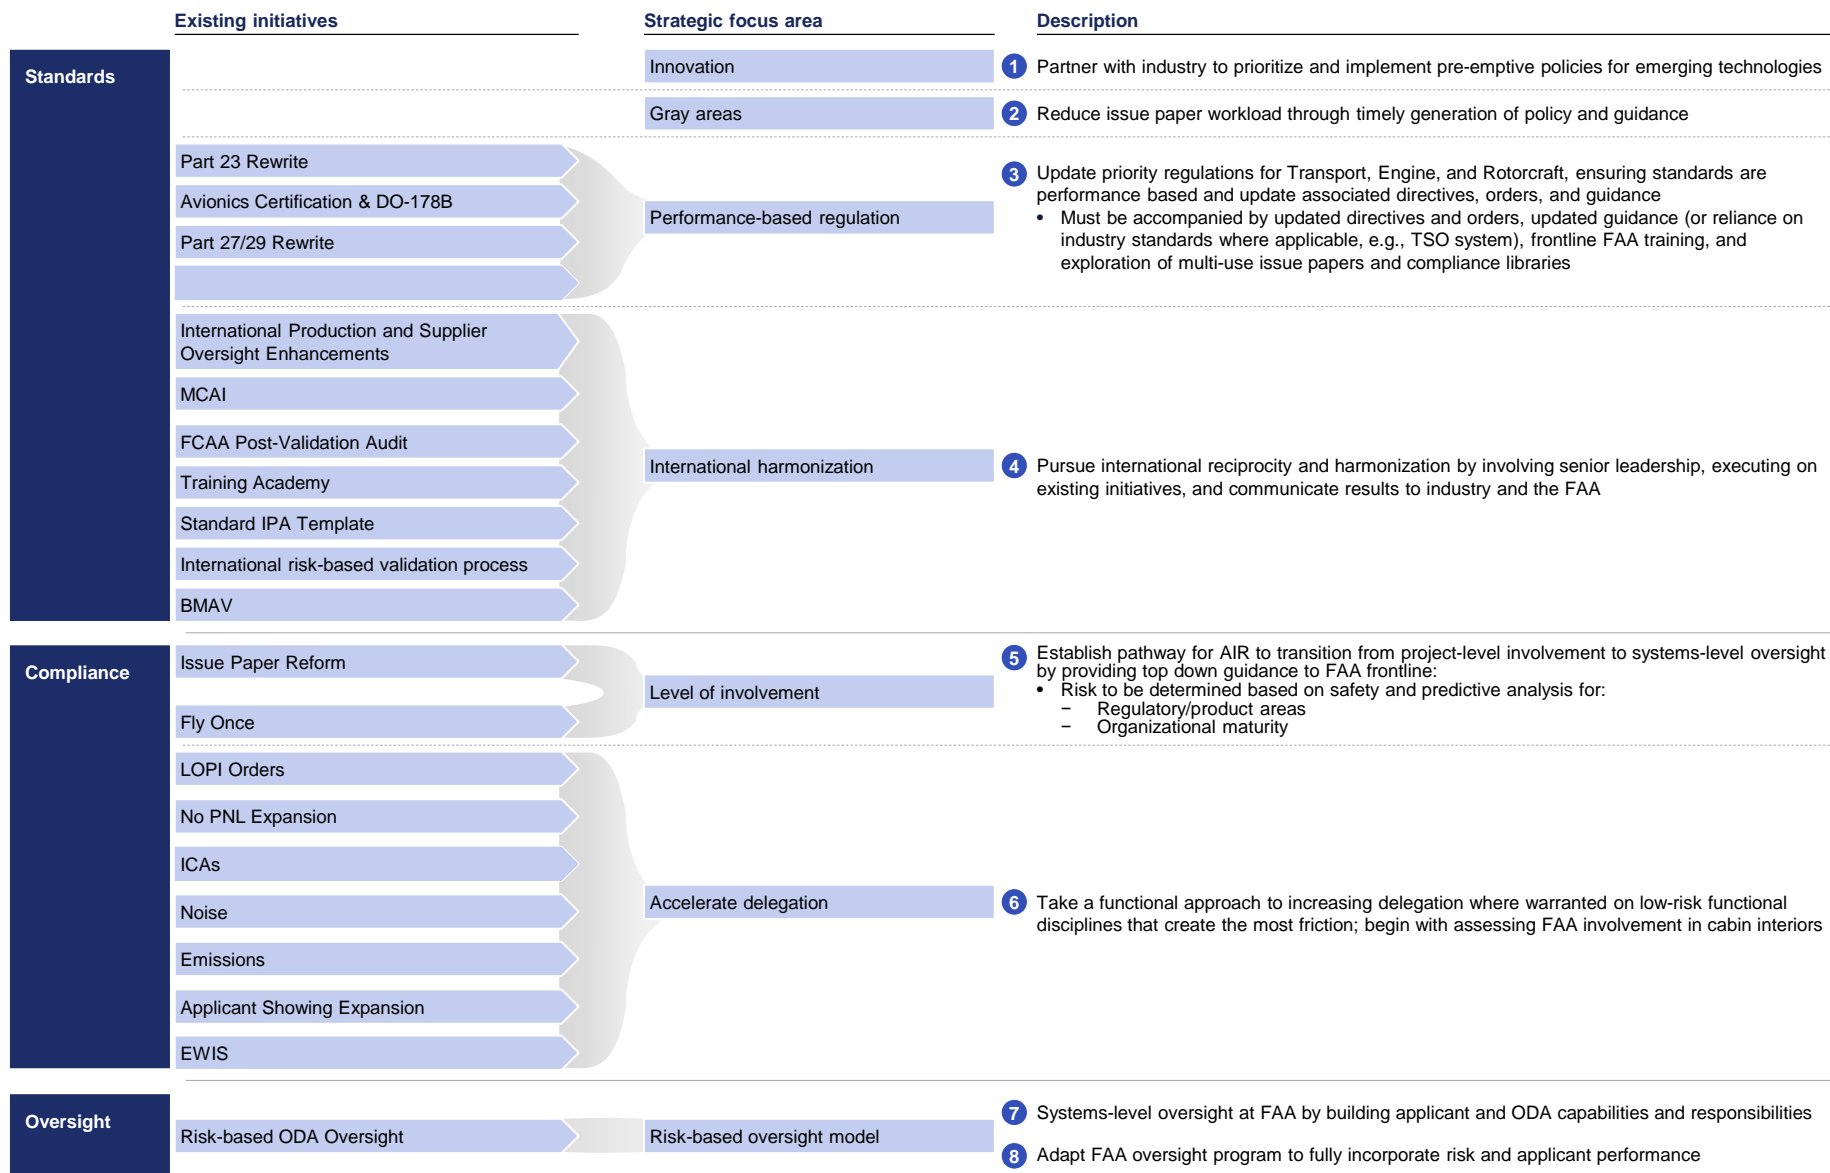 Existing initiatives
Strategic focus area
Description
Standards
Innovation
1 Partner with industry to prioritize and implement pre-emptive policies for emerging technologies
Gray areas
2 Reduce issue paper workload through timely generation of policy and guidance
Part 23 Rewrite
Avionics Certification & DO-178B
Part 27/29 Rewrite
Performance-based regulation
3 Update priority regulations for Transport, Engine, and Rotorcraft, ensuring standards are
performance based and update associated directives, orders, and guidance
• Must be accompanied by updated directives and orders, updated guidance (or reliance on
industry standards where applicable, e.g., TSO system), frontline FAA training, and
exploration of multi-use issue papers and compliance libraries
International Production and Supplier
Oversight Enhancements
MCAI
FCAA Post-Validation Audit
Training Academy
Standard IPA Template
International risk-based validation process
BMAV
International harmonization
4 Pursue international reciprocity and harmonization by involving senior leadership, executing on
existing initiatives, and communicate results to industry and the FAA
Compliance
Issue Paper Reform
Fly Once
Level of involvement
5 Establish pathway for AIR to transition from project-level involvement to systems-level oversight
by providing top down guidance to FAA frontline:
• Risk to be determined based on safety and predictive analysis for:
– Regulatory/product areas
– Organizational maturity
LOPI Orders
No PNL Expansion
ICAs
Noise
Emissions
Applicant Showing Expansion
EWIS
Accelerate delegation
6 Take a functional approach to increasing delegation where warranted on low-risk functional
disciplines that create the most friction; begin with assessing FAA involvement in cabin interiors
Oversight
Risk-based ODA Oversight
Risk-based oversight model
7 Systems-level oversight at FAA by building applicant and ODA capabilities and responsibilities
8 Adapt FAA oversight program to fully incorporate risk and applicant performance